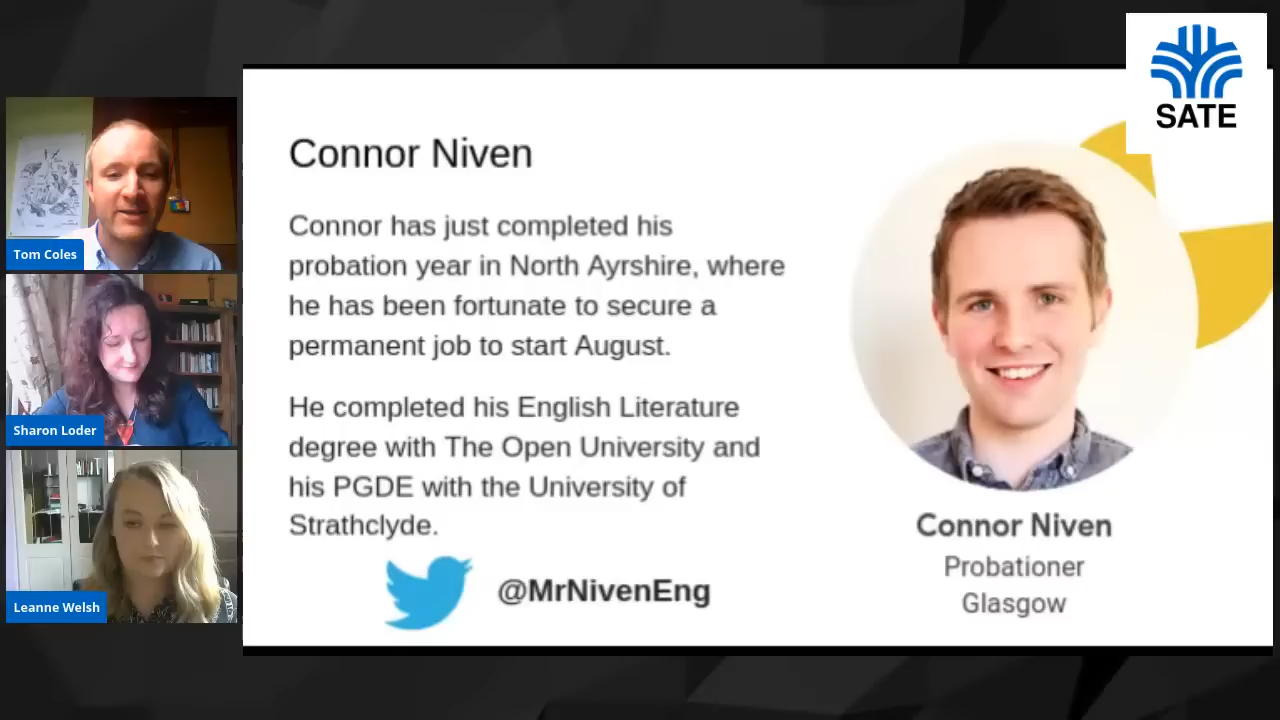 SATE
Tom Coles
Sharon Loder
Leanne Welsh
Connor Niven
Connor has just completed his
probation year in North Ayrshire, where
he has been fortunate to secure a
permanent job to start August.
He completed his English Literature
degree with The Open University and
his PGDE with the University of
Strathclyde.
@MrNivenEng
Connor Niven
Probationer
Glasgow